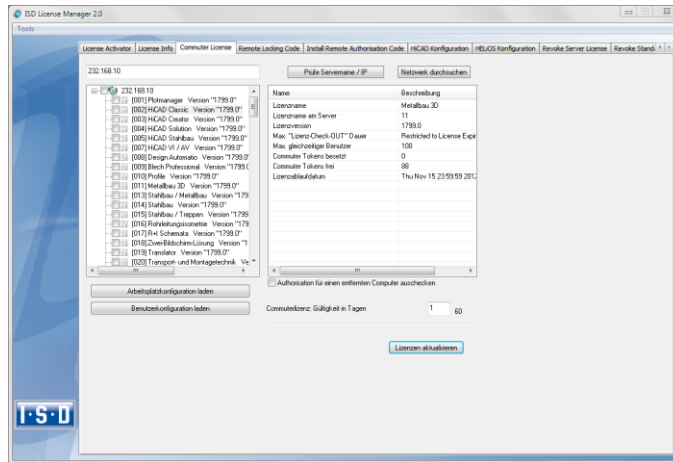 ISD License Manager 2.0
Tools
License Activator License Info Commuter License Remote Locking Code Install Remote Authorisation Code HiCAD Konfiguration HELiOS Konfiguration Revoke Server License Revoke Standa
232.168.10 Prüfe Servername / IP Netzwerk durchsuchen
232.168.10
[001] Plotmanager Version "1799.0"
[002] HiCAD Classic Version "1799.0"
[003] HiCAD Creator Version "1799.0"
[004] HiCAD Solution Version "1799.0"
[005] HiCAD Stahlbau Version "1799.0"
[007] HiCAD VI / AV Version "1799.0"
[008] Design Automatio Version "1799.0"
[009] Blech Professional Version "1799.(
[010] Profile Version "1799.0"
[011] Metallbau 3D Version "1799.0"
[013] Stahlbau / Metallbau Version "179
[014] Stahlbau Version "1799.0"
[015] Stahlbau / Treppen Version "1799
[016] Rohrleitungsisometrie Version "179
[017] R+I Schemata Version "1799.0"
[018] Zwei-Bildschirm-Lösung Version "1
[019] Translator Version "1799.0"
[020] Transport- und Montagetechnik Ve
Name Beschreibung
Lizenzname Metallbau 3D
Lizenzname am Server 11
Lizenzversion 1799.0
Max. "Lizenz-Check-OUT" Dauer Restricted to License Expir
Max. gleichzeitiger Benutzer 100
Commuter Tokens besetzt 0
Commuter Tokens frei 88
Lizenzablaufdatum Thu Nov 15 23:59:59 2012
Authorisation für einen entfernten Computer auschecken
Arbeitsplatzkonfiguration laden
Benutzerkonfiguration laden
Commuterlizenz: Gültigkeit in Tagen 1 60
Lizenzen aktualisieren
I·S·D